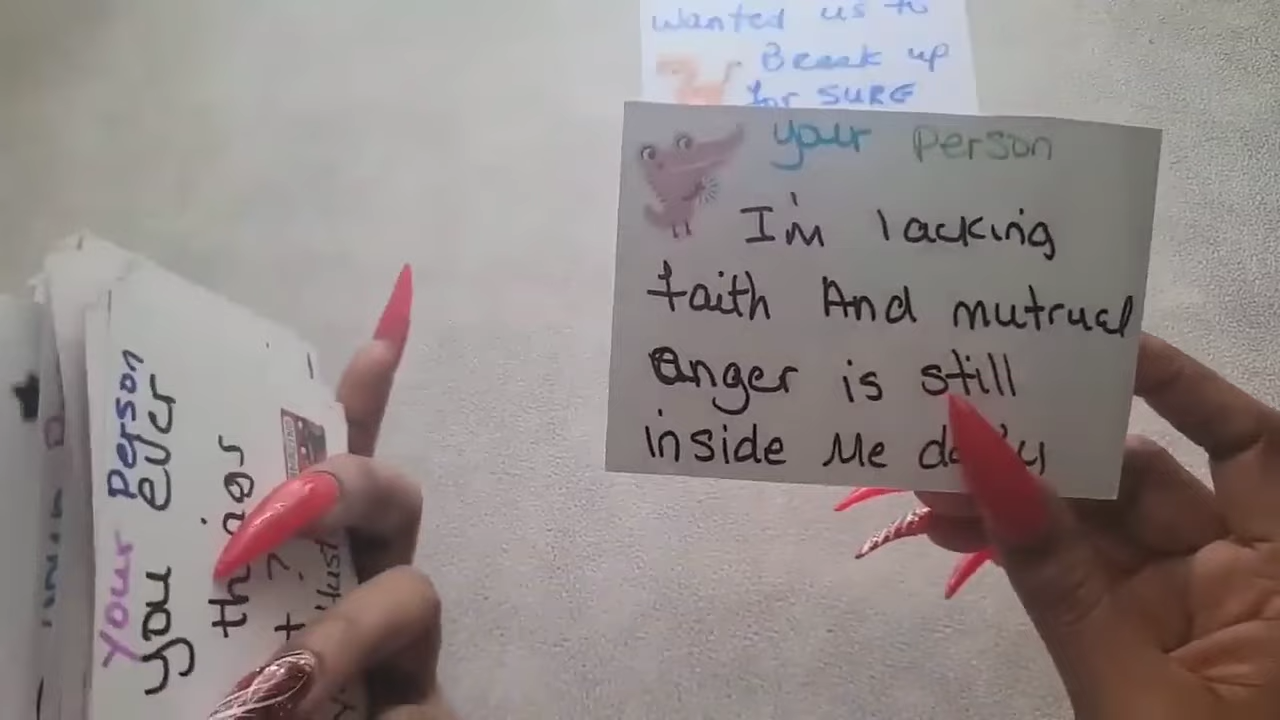 wanted us to
Break up
for SURE
your person
I'm lacking
faith And mutrual
anger is still
inside Me
your Person
you ever